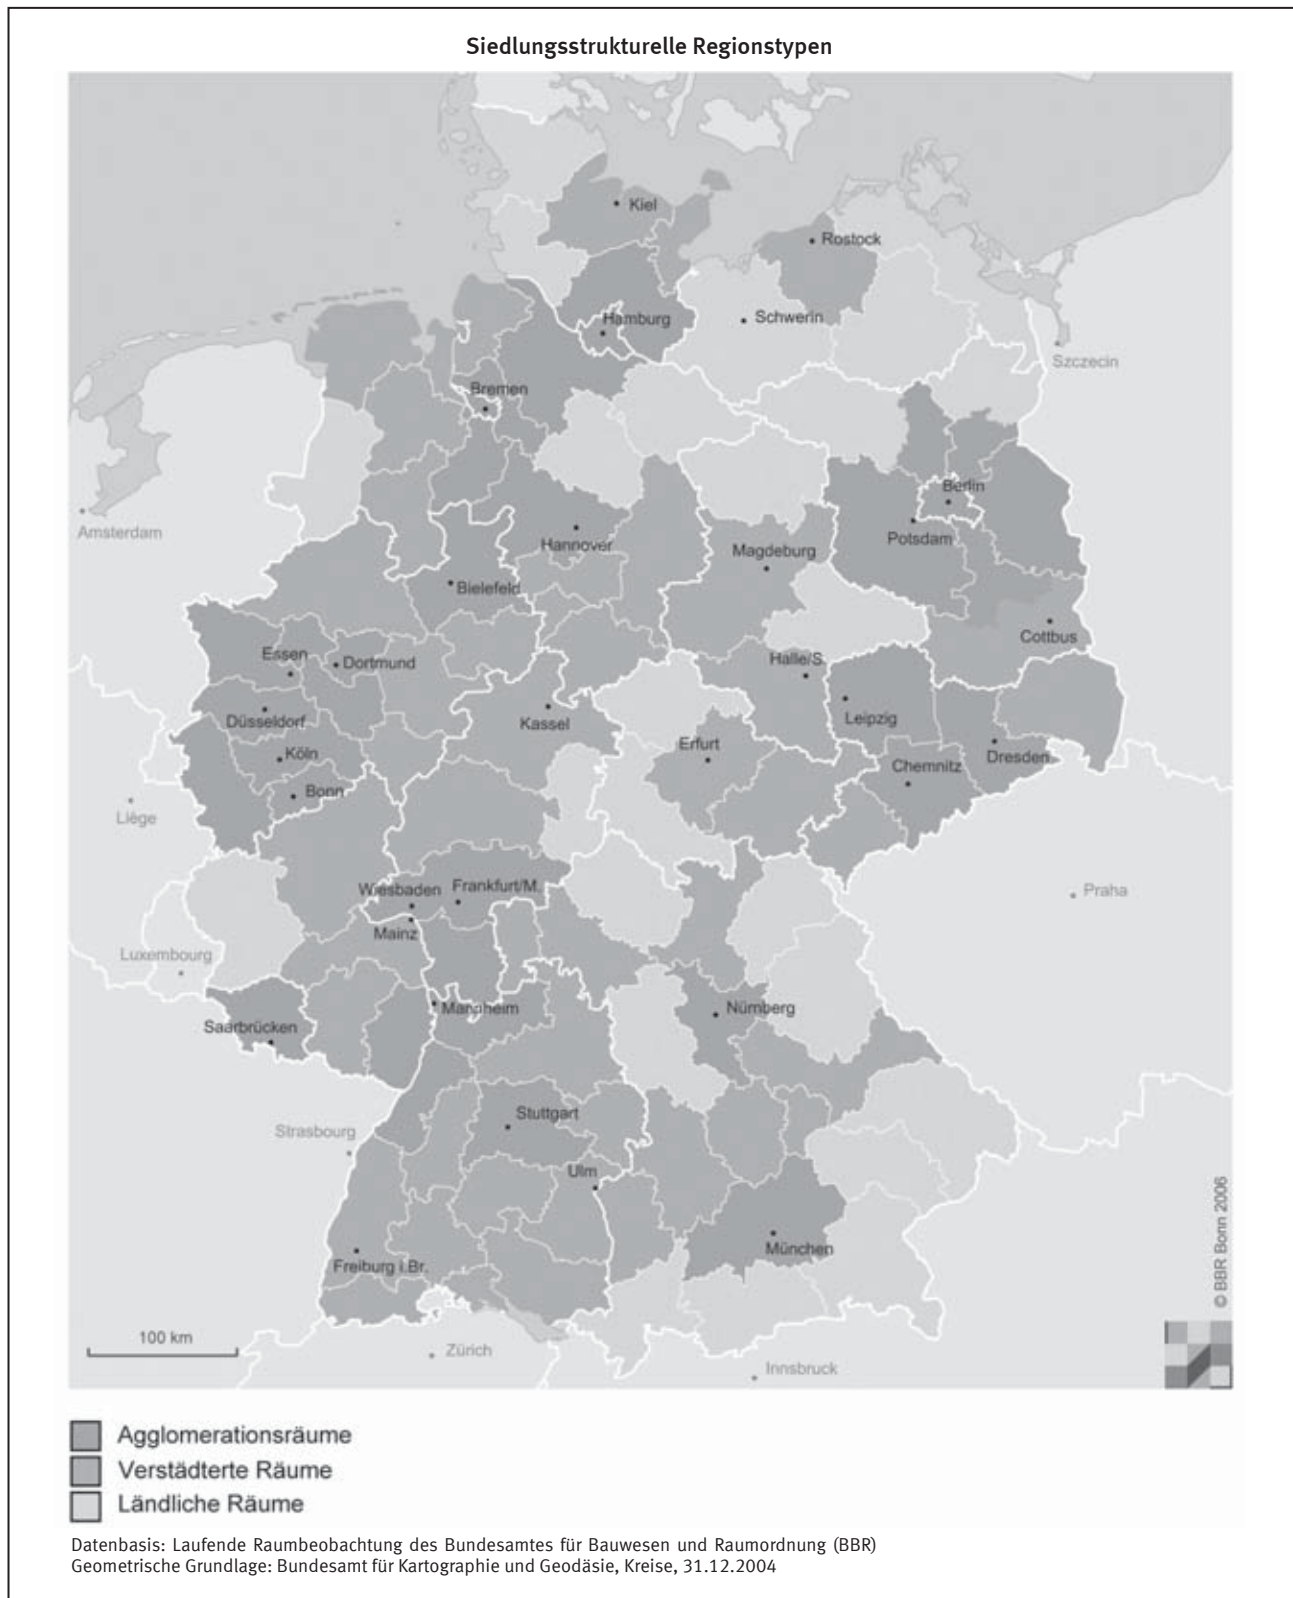 Siedlungsstrukturelle Regionstypen
Kiel
Rostock
Hamburg
Schwerin
Szczecin
Bremen
Berlin
Amsterdam
Hannover
Potsdam
Magdeburg
Bielefeld
Cottbus
Essen
Dortmund
Halle/S.
Düsseldorf
Kassel
Leipzig
Köln
Erfurt
Dresden
Chemnitz
Bonn
Liège
Wiesbaden
Frankfurt/M.
Praha
Mainz
Luxembourg
Mannheim
Nürnberg
Saarbrücken
Stuttgart
Strasbourg
Ulm
München
Freiburg i.Br.
© BBR Bonn 2006
100 km
Zürich
Innsbruck
Agglomerationsräume
Verstädterte Räume
Ländliche Räume
Datenbasis: Laufende Raumbeobachtung des Bundesamtes für Bauwesen und Raumordnung (BBR)
Geometrische Grundlage: Bundesamt für Kartographie und Geodäsie, Kreise, 31.12.2004